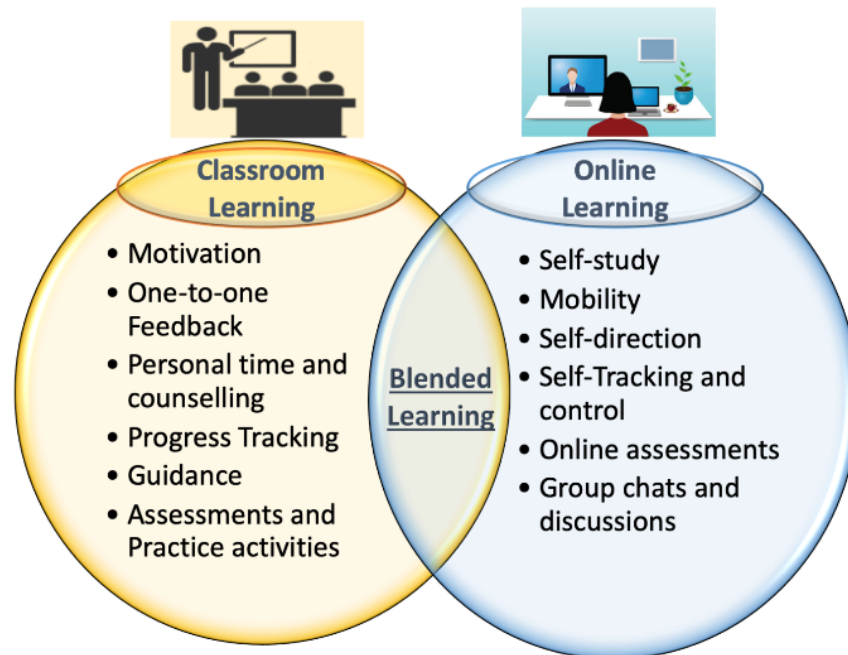 Classroom
Learning
• Motivation
• One-to-one
Feedback
• Personal time and
counselling
• Progress Tracking
• Guidance
• Assessments and
Practice activities
Blended
Learning
Online
Learning
• Self-study
• Mobility
• Self-direction
• Self-Tracking and
control
• Online assessments
• Group chats and
discussions